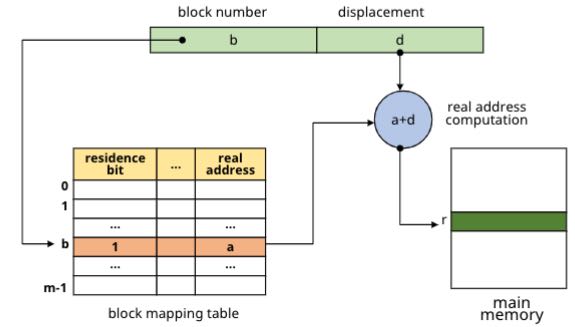 block number displacement
b d
a+d
real address
computation
residence
bit
...
real
address
0
1
... ...
b 1 a
... ...
m-1
r
block mapping table
main
memory